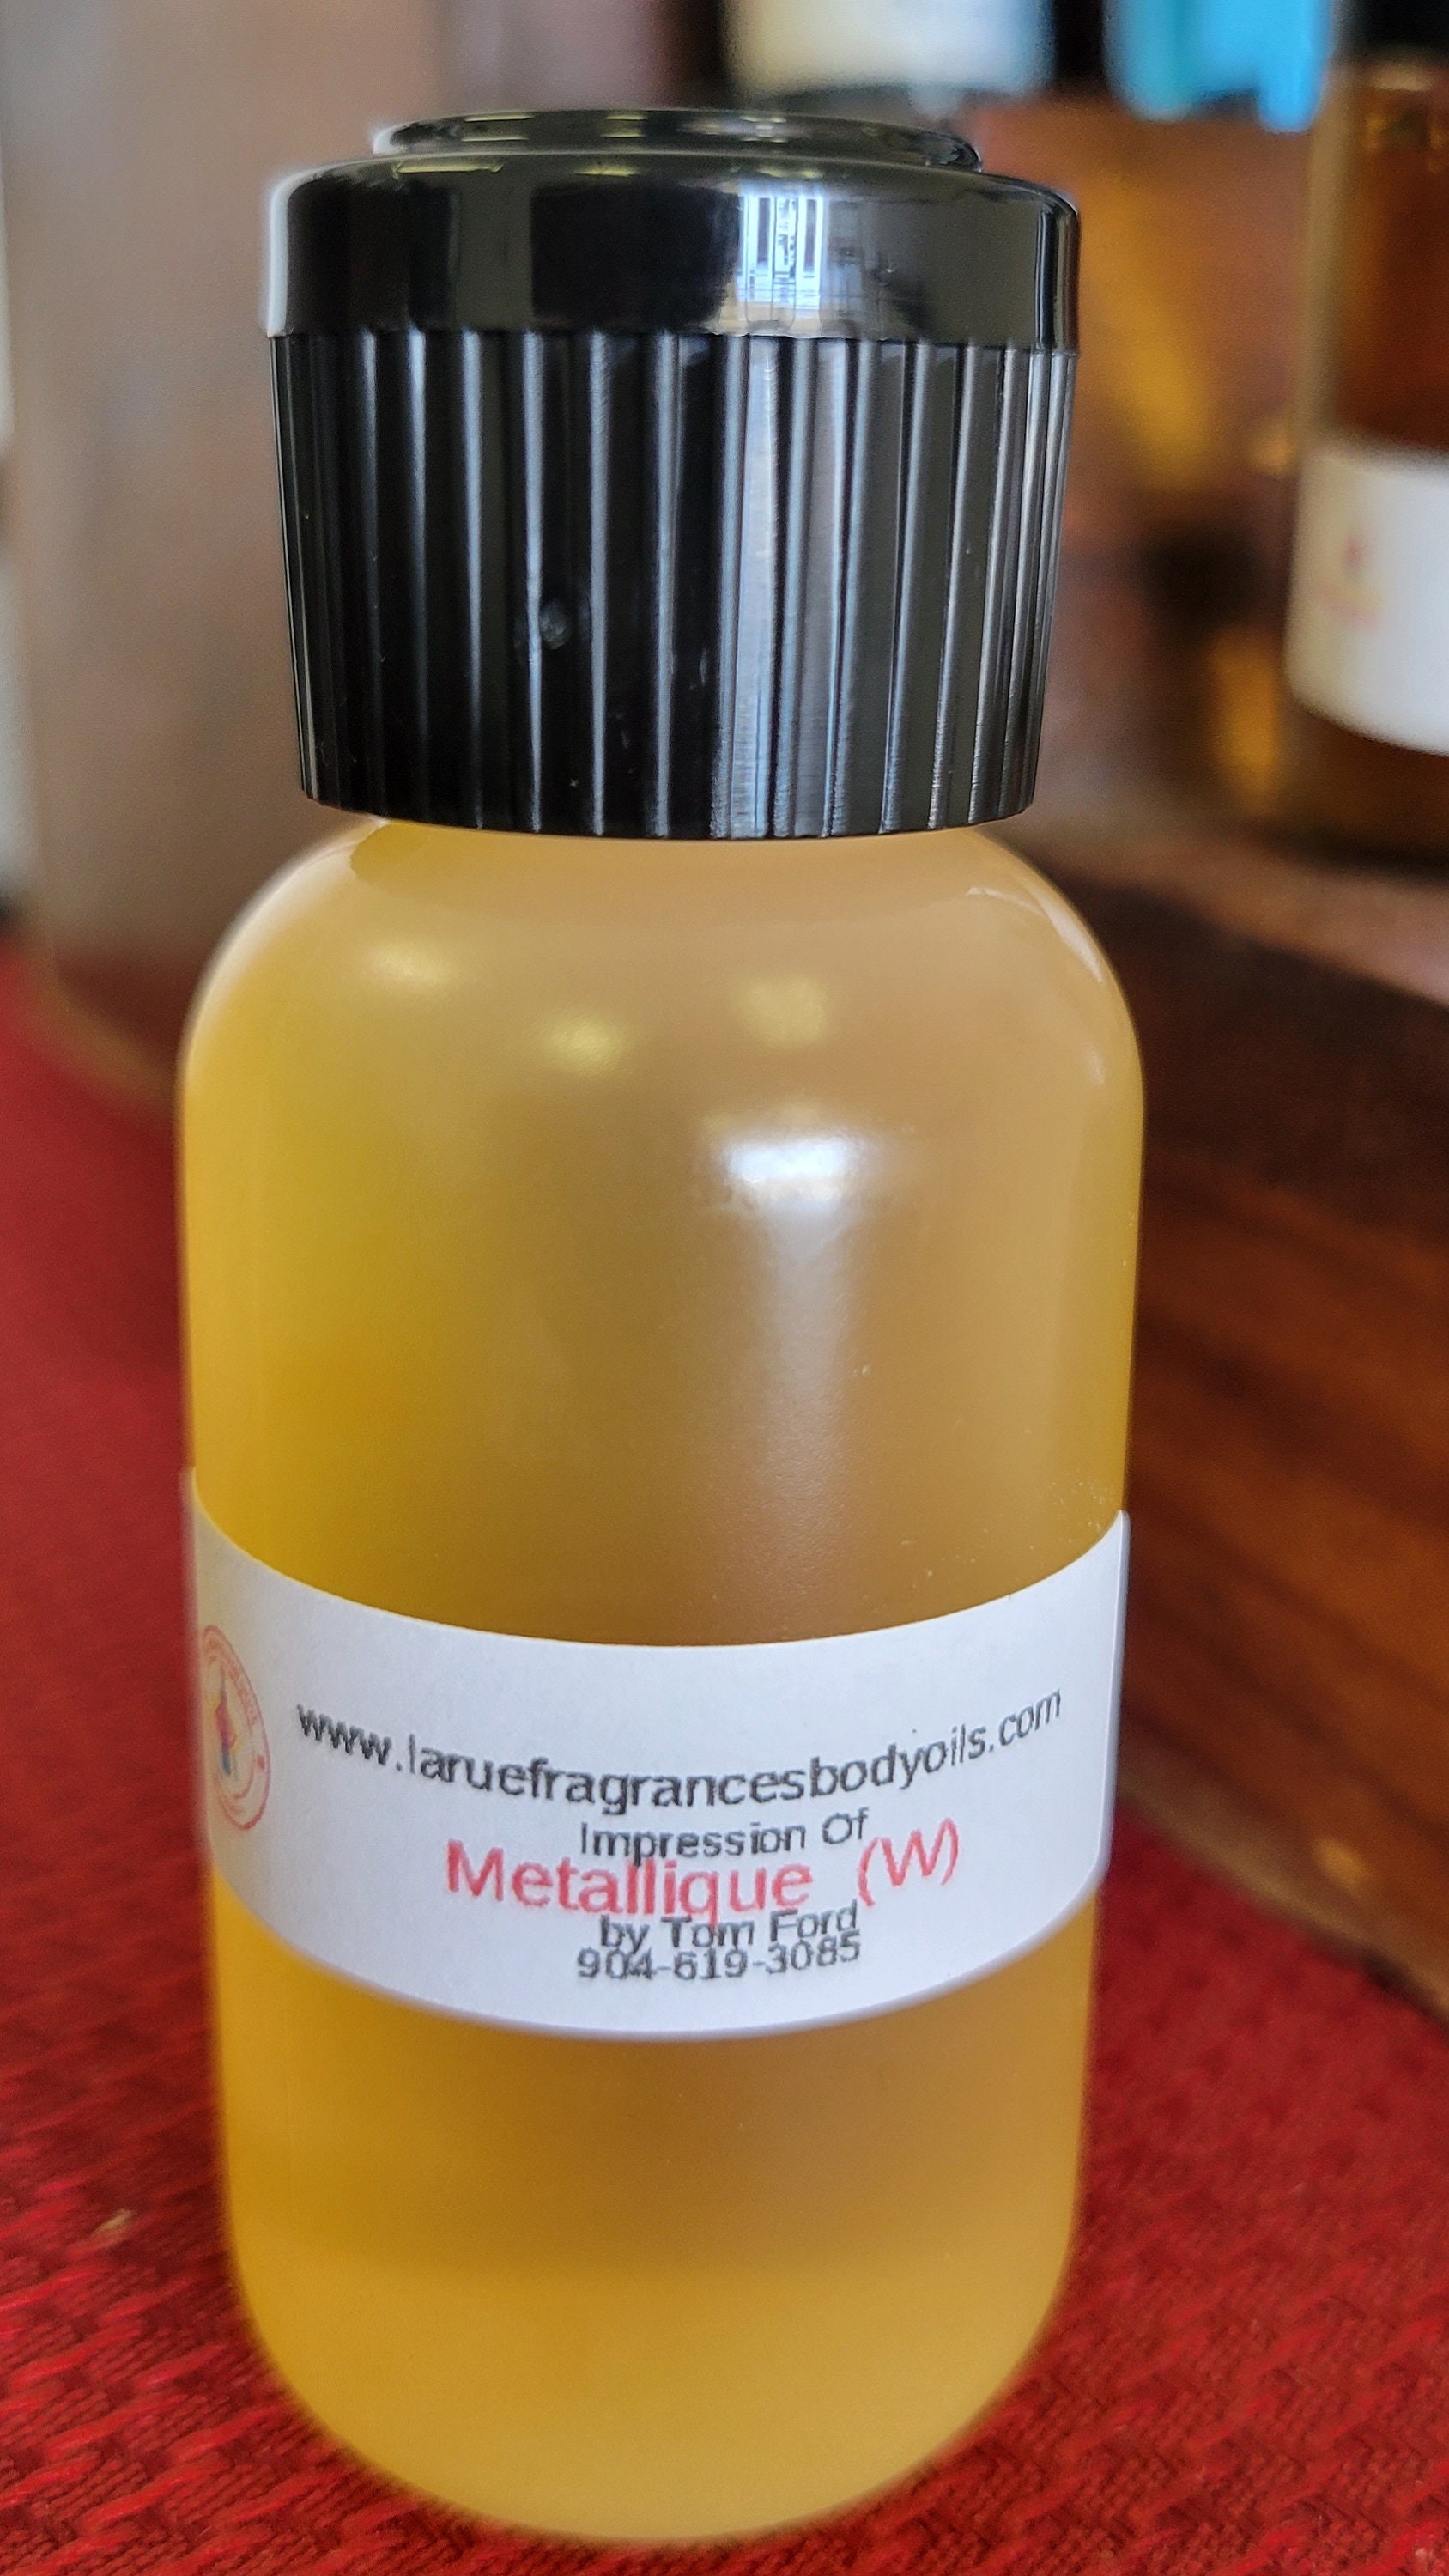 www.laruefragrancesbodyoils.com
Impression Of
Metallique (W)
by Tom Ford
904-619-3085